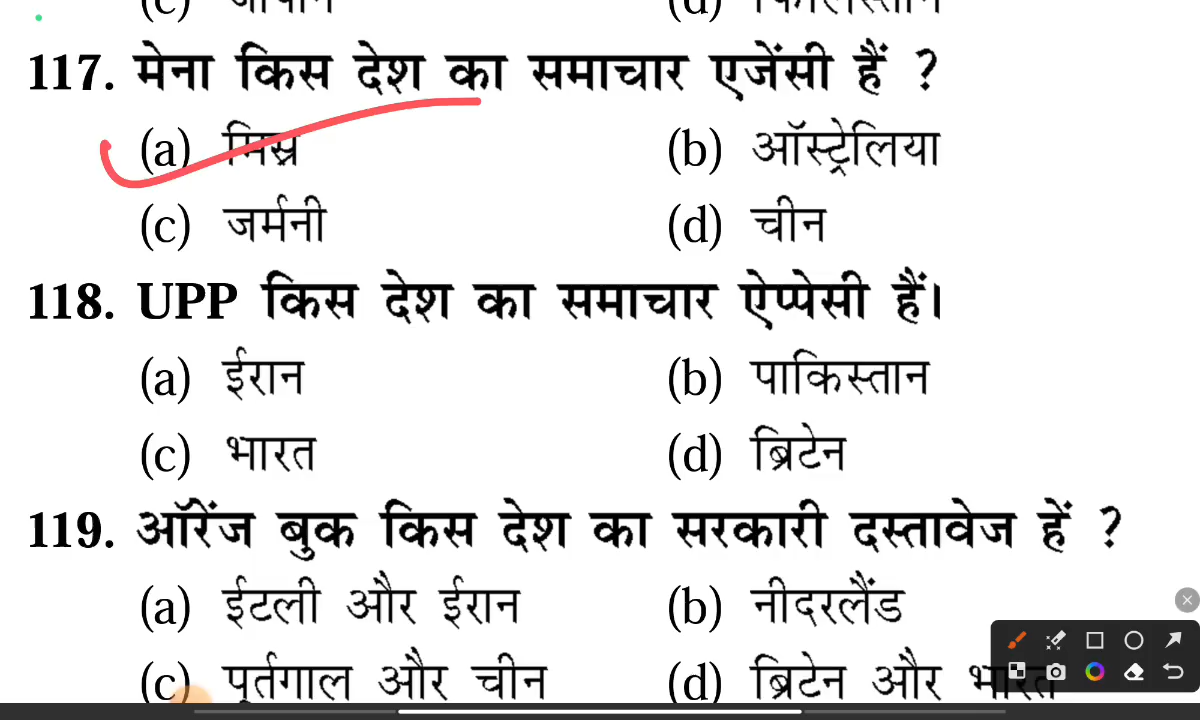 117. मेना किस देश का समाचार एजेंसी हैं ?
(a) मिस्र (b) ऑस्ट्रेलिया
(c) जर्मनी (d) चीन
118. UPP किस देश का समाचार ऐप्पेसी हैं।
(a) ईरान (b) पाकिस्तान
(c) भारत (d) ब्रिटेन
119. ऑरेंज बुक किस देश का सरकारी दस्तावेज हें ?
(a) ईटली और ईरान (b) नीदरलैंड
(c) पूर्तगाल और चीन (d) ब्रिटेन और भारत